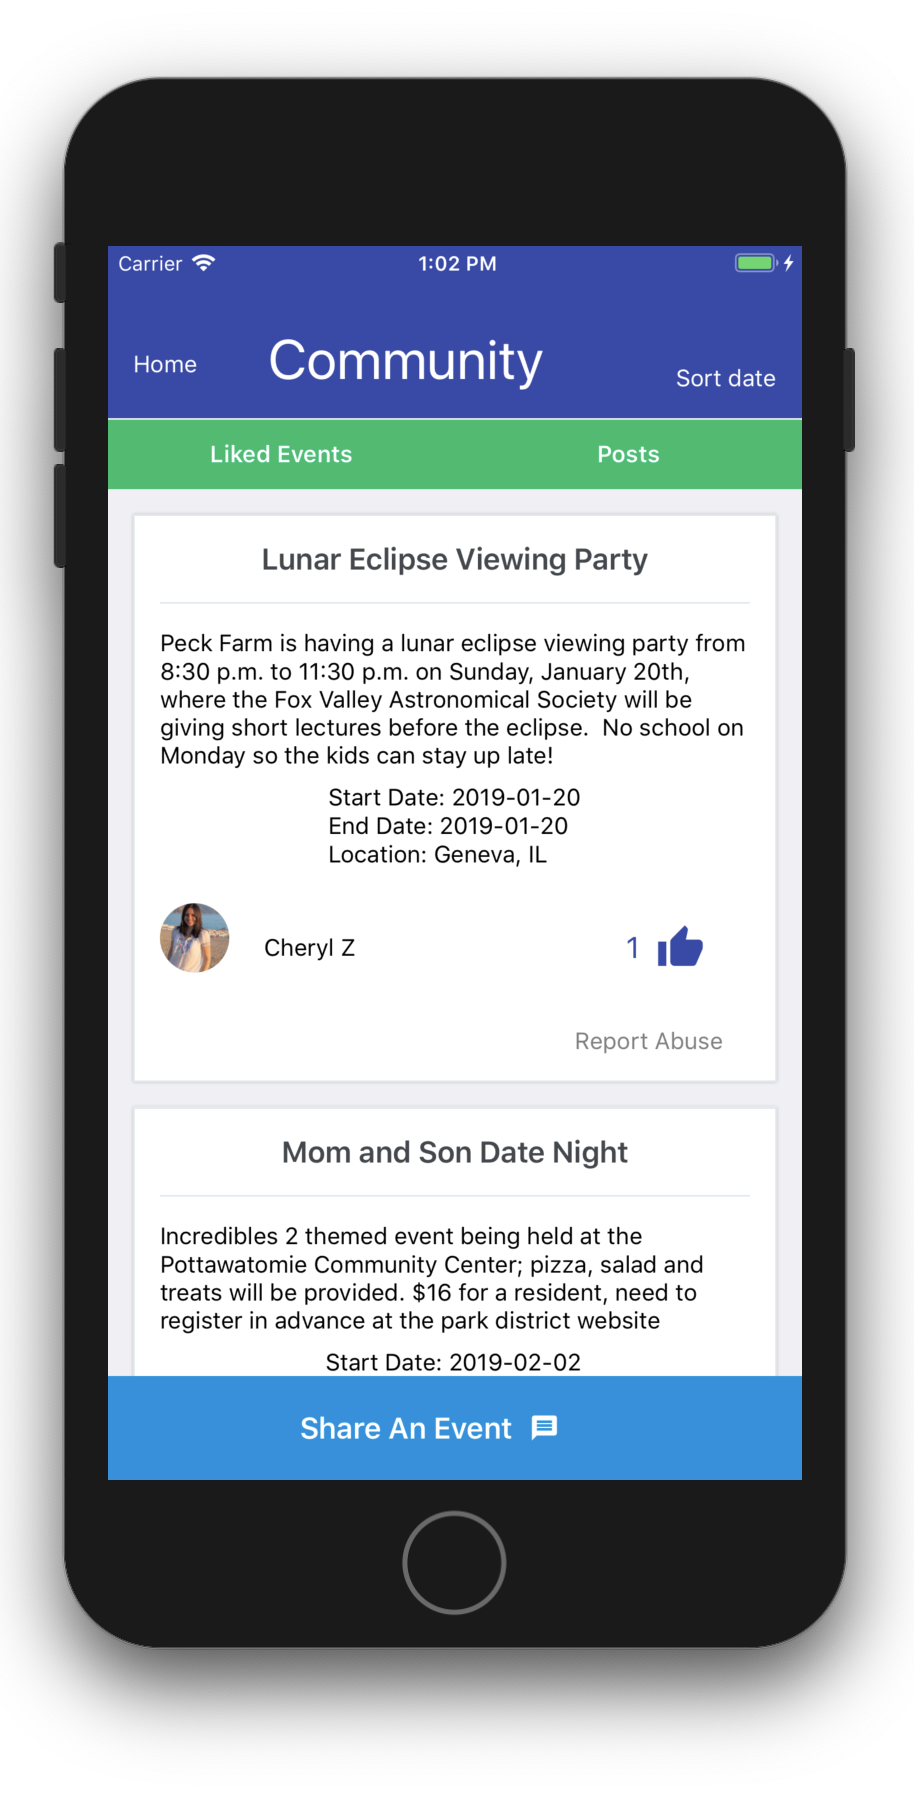 Carrier
1:02 PM
Home
Community
Sort date
Liked Events
Posts
Lunar Eclipse Viewing Party
Peck Farm is having a lunar eclipse viewing party from
8:30 p.m. to 11:30 p.m. on Sunday, January 20th,
where the Fox Valley Astronomical Society will be
giving short lectures before the eclipse.  No school on
Monday so the kids can stay up late!
Start Date: 2019-01-20
End Date: 2019-01-20
Location: Geneva, IL
Cheryl Z
1
Report Abuse
Mom and Son Date Night
Incredibles 2 themed event being held at the
Pottawatomie Community Center; pizza, salad and
treats will be provided. $16 for a resident, need to
register in advance at the park district website
Start Date: 2019-02-02
Share An Event